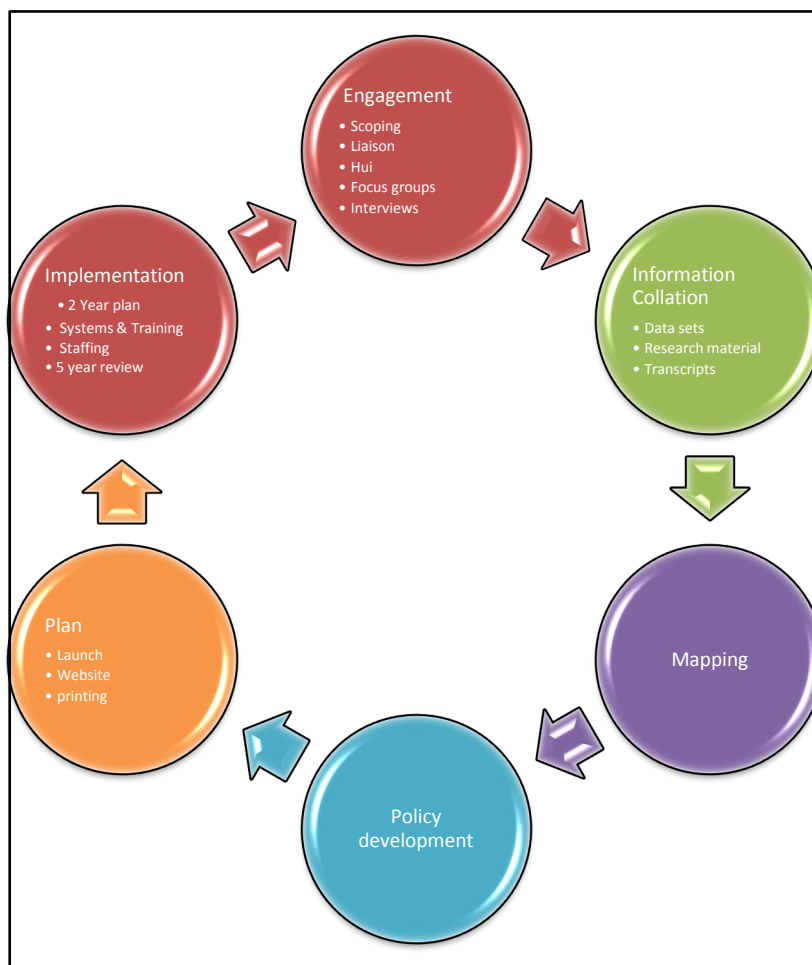 Engagement
• Scoping
• Liaison
• Hui
• Focus groups
• Interviews
Information
Collation
• Data sets
• Research material
• Transcripts
Mapping
Policy
development
Plan
• Launch
• Website
• printing
Implementation
• 2 Year plan
• Systems & Training
• Staffing
• 5 year review